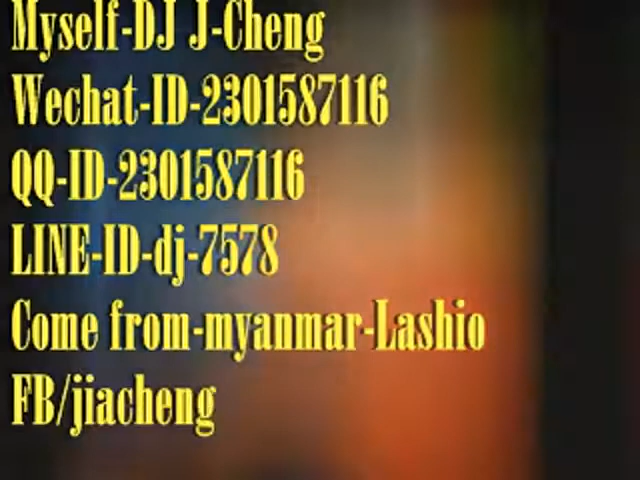 Myself-DJ J-Cheng
Wechat-ID-2301587116
QQ-ID-2301587116
LINE-ID-dj-7578
Come from-myanmar-Lashio
FB/jiacheng